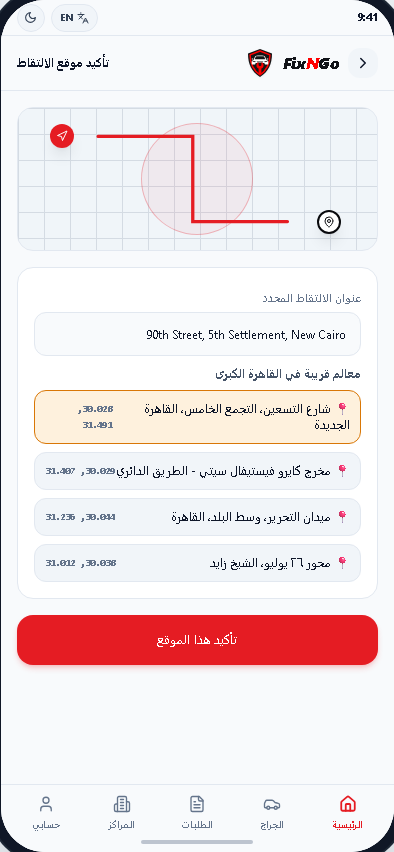 9:41
EN
FixNGo
تأكيد موقع الالتقاط
عنوان الالتقاط المحدد
90th Street, 5th Settlement, New Cairo
معالم قريبة في القاهرة الكبرى
شارع التسعين، التجمع الخامس، القاهرة
الجديدة
30.028,
31.491
مخرج كايرو فيستيفال سيتي - الطريق الدائري 30.029, 31.407
ميدان التحرير، وسط البلد، القاهرة 30.044, 31.236
محور ٢٦ يوليو، الشيخ زايد 30.038, 31.012
تأكيد هذا الموقع
الرئيسية
الجراج
الطلبات
المراكز
حسابي